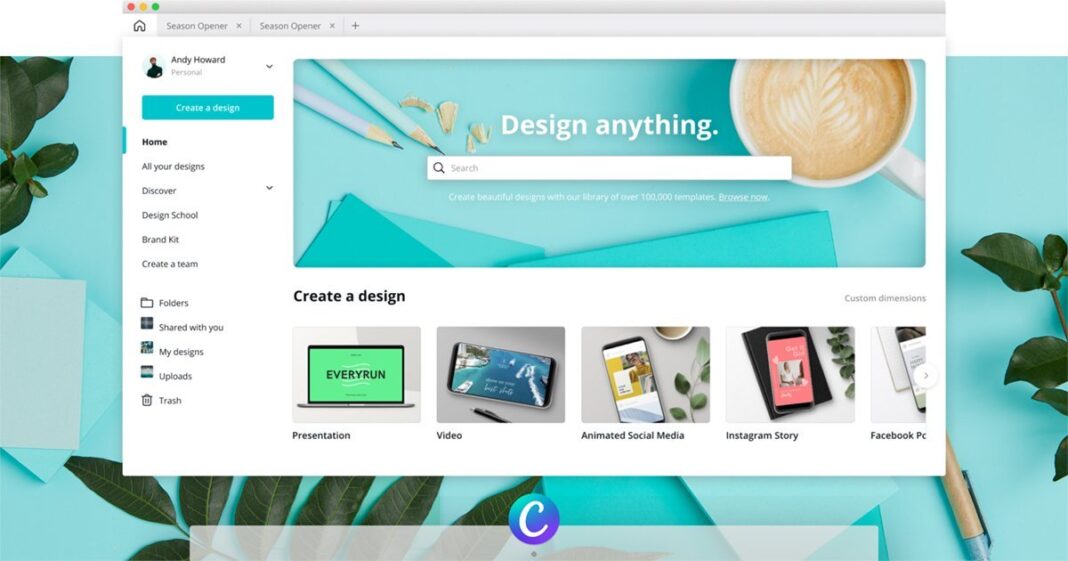 Season Opener × Season Opener × +
Andy Howard
Personal
Create a design
Home
All your designs
Discover
Design School
Brand Kit
Create a team
Folders
Shared with you
My designs
Uploads
Trash
Design anything.
Search
Create beautiful designs with our library of over 100,000 templates. Browse now.
Create a design
Custom dimensions
EVERYRUN
best shots
Presentation
Video
Animated Social Media
Instagram Story
Facebook Po
C